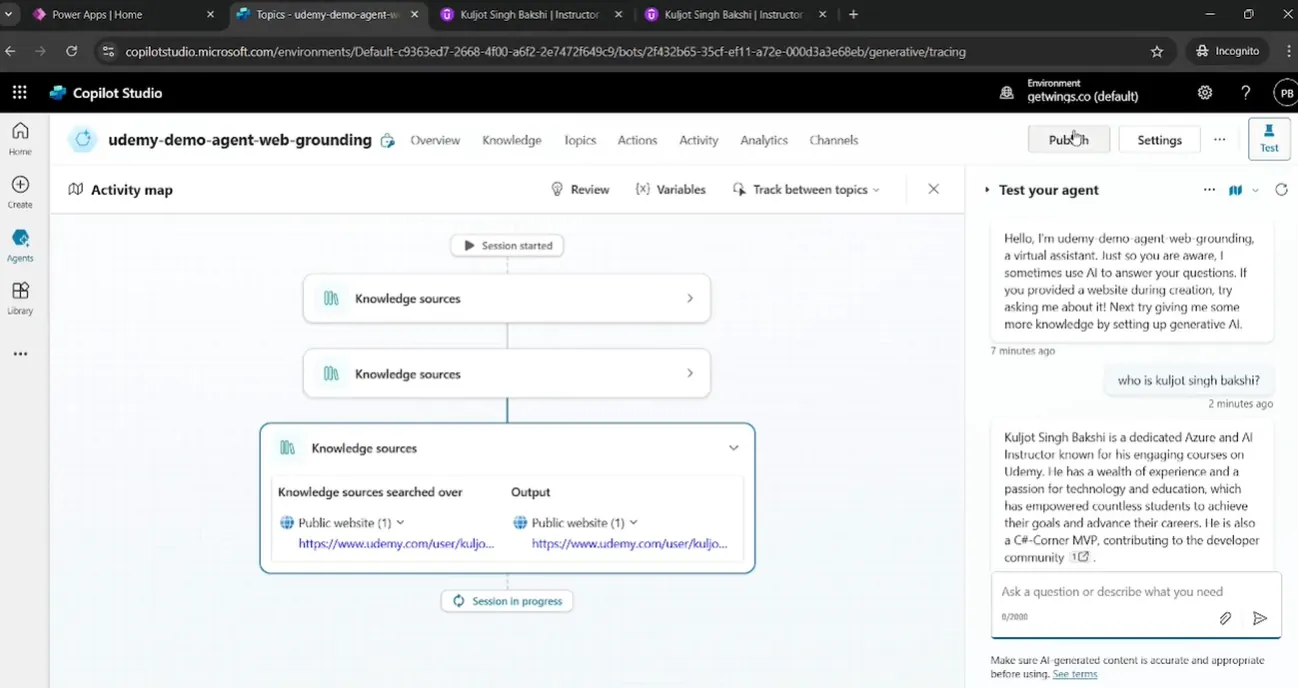 Power Apps | Home
Topics - udemy-demo-agent-w
Kuljot Singh Bakshi | Instructor
Kuljot Singh Bakshi | Instructor
copilotstudio.microsoft.com/environments/Default-c9363ed7-2668-4f00-a6f2-2e7472f649c9/bots/2f432b65-35cf-ef11-a72e-000d3a3e68eb/generative/tracing
Incognito
Copilot Studio
Environment
getwings.co (default)
PB
udemy-demo-agent-web-grounding
Overview
Knowledge
Topics
Actions
Activity
Analytics
Channels
Settings
Test
Home
Create
Agents
Library
Activity map
Review
{x} Variables
Track between topics
Session started
Knowledge sources
Knowledge sources
Knowledge sources
Knowledge sources searched over
Output
Public website (1)
Public website (1)
https://www.udemy.com/user/kuljo...
https://www.udemy.com/user/kuljo...
Session in progress
Test your agent
Hello, I'm udemy-demo-agent-web-grounding,
a virtual assistant. Just so you are aware, I
sometimes use AI to answer your questions. If
you provided a website during creation, try
asking me about it! Next try giving me some
more knowledge by setting up generative AI.
7 minutes ago
who is kuljot singh bakshi?
2 minutes ago
Kuljot Singh Bakshi is a dedicated Azure and AI
Instructor known for his engaging courses on
Udemy. He has a wealth of experience and a
passion for technology and education, which
has empowered countless students to achieve
their goals and advance their careers. He is also
a C#-Corner MVP, contributing to the developer
community 1 .
Ask a question or describe what you need
0/2000
Make sure AI-generated content is accurate and appropriate
before using. See terms